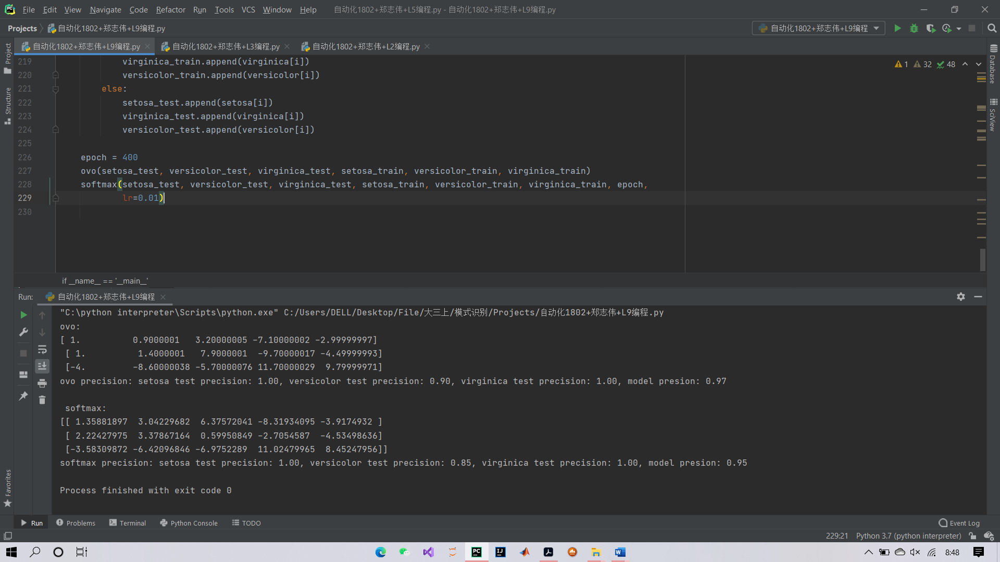 File Edit View Navigate Code Refactor Run Tools VCS Window Help 自动化1802+郑志伟+L5编程.py - 自动化1802+郑志伟+L9编程.py
Projects 自动化1802+郑志伟+L9编程.py 自动化1802+郑志伟+L9编程
自动化1802+郑志伟+L9编程.py 自动化1802+郑志伟+L3编程.py 自动化1802+郑志伟+L2编程.py
Project
Structure
Favorites
Database
SciView
1 32 48
219 virginica_train.append(virginica[i])
220 versicolor_train.append(versicolor[i])
221 else:
222 setosa_test.append(setosa[i])
223 virginica_test.append(virginica[i])
224 versicolor_test.append(versicolor[i])
225
226 epoch = 400
227 ovo(setosa_test, versicolor_test, virginica_test, setosa_train, versicolor_train, virginica_train)
228 softmax(setosa_test, versicolor_test, virginica_test, setosa_train, versicolor_train, virginica_train, epoch,
229 lr=0.01)
230
if __name__ == '__main__'
Run: 自动化1802+郑志伟+L9编程
"C:\python interpreter\Scripts\python.exe" C:/Users/DELL/Desktop/File/大三上/模式识别/Projects/自动化1802+郑志伟+L9编程.py
ovo:
[ 1. 0.9000001 3.20000005 -7.10000002 -2.99999997]
[ 1. 1.4000001 7.9000001 -9.70000017 -4.49999993]
[-4. -8.60000038 -5.70000076 11.70000029 9.79999971]
ovo precision: setosa test precision: 1.00, versicolor test precision: 0.90, virginica test precision: 1.00, model presion: 0.97
softmax:
[[ 1.35881897 3.04229682 6.37572041 -8.31934095 -3.9174932 ]
[ 2.22427975 3.37867164 0.59950849 -2.7054587 -4.53498636]
[-3.58309872 -6.42096846 -6.9752289 11.02479965 8.45247956]]
softmax precision: setosa test precision: 1.00, versicolor test precision: 0.85, virginica test precision: 1.00, model presion: 0.95
Process finished with exit code 0
Run Problems Terminal Python Console TODO Event Log
229:21 Python 3.7 (python interpreter)
8:48